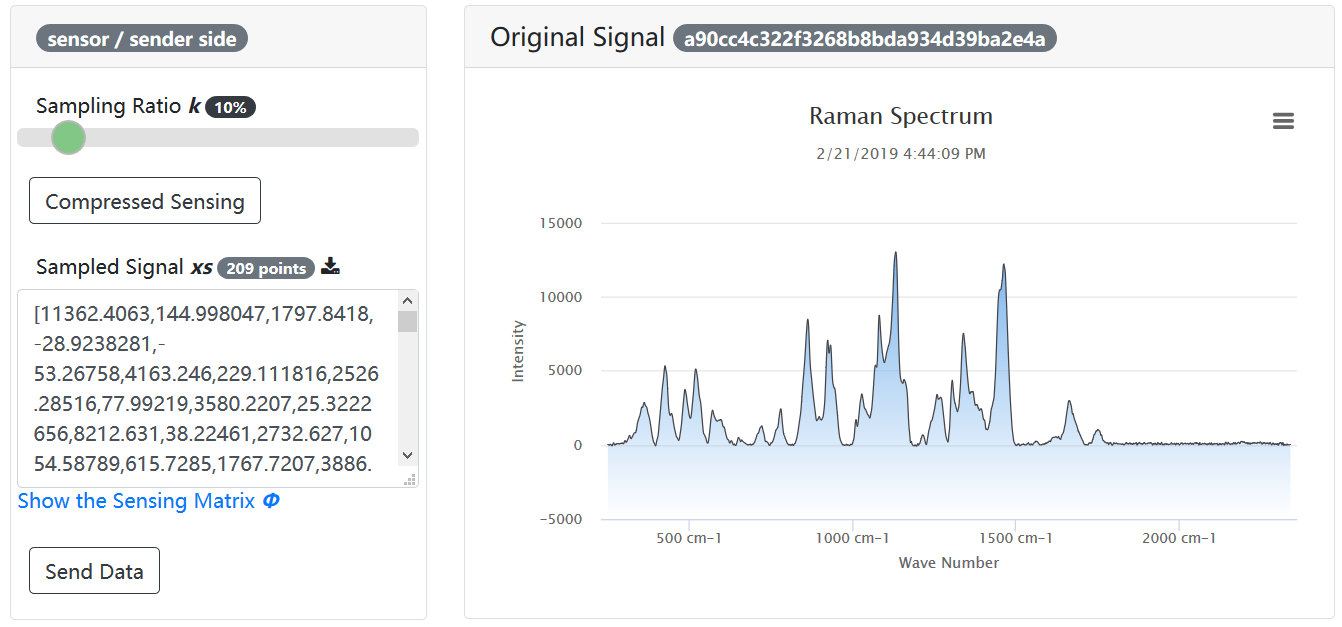 sensor / sender side
Sampling Ratio k 10%
Compressed Sensing
Sampled Signal xs 209 points
[11362.4063,144.998047,1797.8418,
-28.9238281,-
53.26758,4163.246,229.111816,2526
.28516,77.99219,3580.2207,25.3222
656,8212.631,38.22461,2732.627,10
54.58789,615.7285,1767.7207,3886.
Show the Sensing Matrix Φ
Send Data
Original Signal a90cc4c322f3268b8bda934d39ba2e4a
Raman Spectrum
2/21/2019 4:44:09 PM
15000
10000
5000
0
−5000
Intensity
500 cm−1 1000 cm−1 1500 cm−1 2000 cm−1
Wave Number